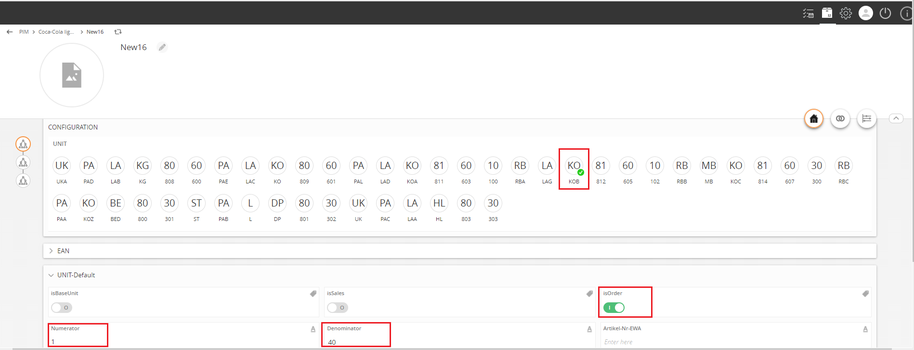 PIM > Coca-Cola lig... > New16
New16
CONFIGURATION
UNIT
UK PA LA KG 80 60 PA LA KO 80 60 PA LA KO 81 60 10 RB LA KO 81 60 10 RB MB KO 81 60 30 RB
UKA PAD LAB KG 808 600 PAE LAC KO 809 601 PAL LAD KOA 811 603 100 RBA LAG KOB 812 605 102 RBB MB KOC 814 607 300 RBC
PA KO BE 80 30 ST PA L DP 80 30 UK PA LA HL 80 30
PAA KOZ BED 800 301 ST PAB L DP 801 302 UK PAC LAA HL 803 303
EAN
UNIT-Default
isBaseUnit isSales isOrder
Numerator Denominator Artikel-Nr-EWA
1 40 Enter here